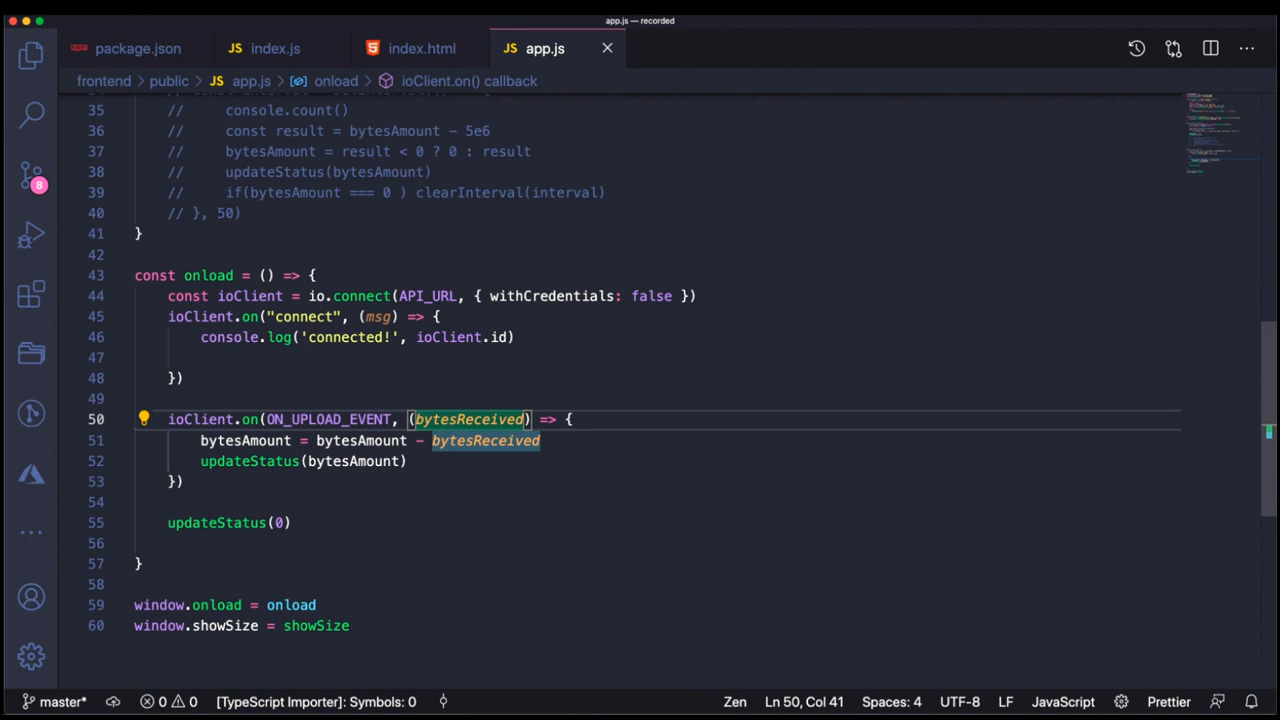 app.js — recorded
package.json
JS index.js
index.html
JS app.js
frontend > public > JS app.js > onload > ioClient.on() callback
35 // console.count()
36 // const result = bytesAmount - 5e6
37 // bytesAmount = result < 0 ? 0 : result
38 // updateStatus(bytesAmount)
39 // if(bytesAmount === 0 ) clearInterval(interval)
40 // }, 50)
41 }
42
43 const onload = () => {
44 const ioClient = io.connect(API_URL, { withCredentials: false })
45 ioClient.on("connect", (msg) => {
46 console.log('connected!', ioClient.id)
47
48 })
49
50 ioClient.on(ON_UPLOAD_EVENT, (bytesReceived) => {
51 bytesAmount = bytesAmount - bytesReceived
52 updateStatus(bytesAmount)
53 })
54
55 updateStatus(0)
56
57 }
58
59 window.onload = onload
60 window.showSize = showSize
8
master* 0 0 [TypeScript Importer]: Symbols: 0 Zen Ln 50, Col 41 Spaces: 4 UTF-8 LF JavaScript Prettier